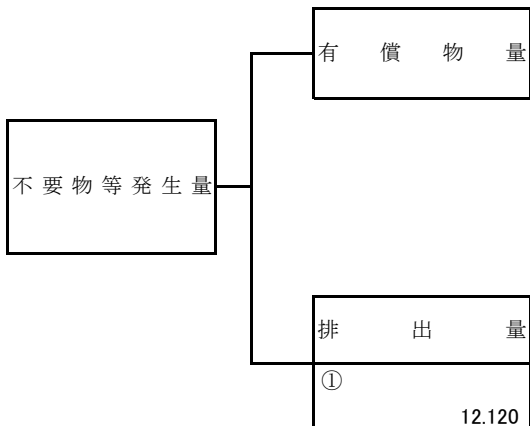 有償物量
不要物等発生量
排出量
①
12.120